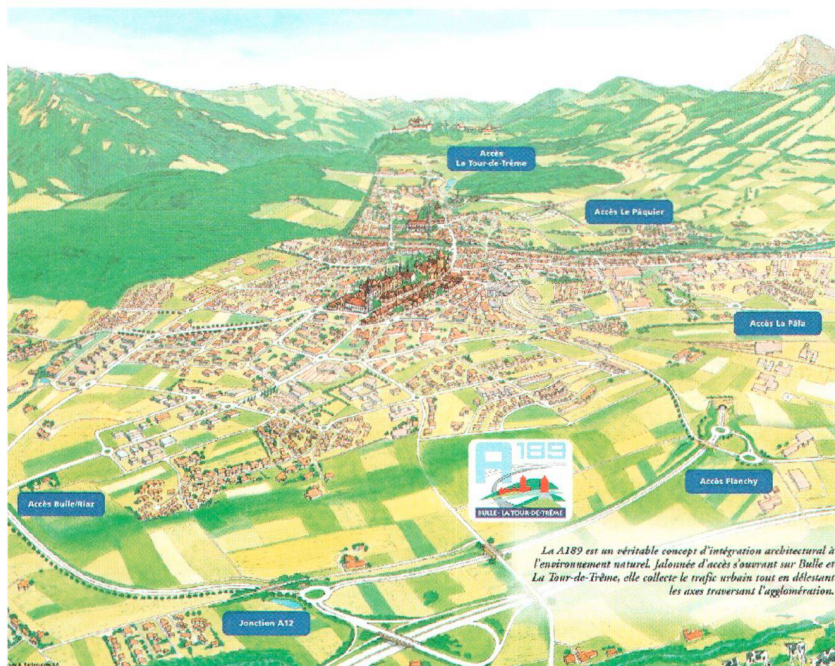 Accès
La Tour-de-Trême
Accès Le Pâquier
Accès La Pâla
Accès Planchy
Accès Bulle/Riaz
A189
BULLE - LA TOUR-DE-TRÊME
Jonction A12
La A189 est un véritable concept d'intégration architectural à
l'environnement naturel. Jalonnée d'accès s'ouvrant sur Bulle et
La Tour-de-Trême, elle collecte le trafic urbain tout en délestant
les axes traversant l'agglomération.